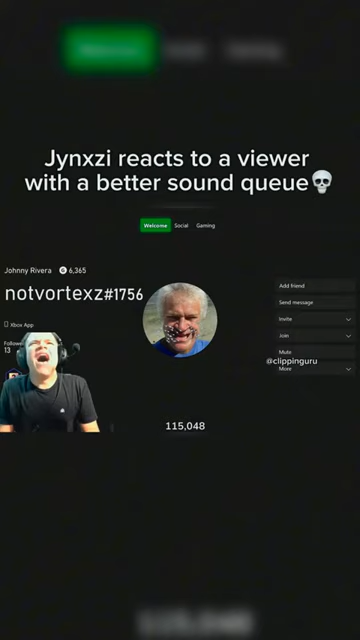 Jynxzi reacts to a viewer
with a better sound queue💀
Welcome Social Gaming
Johnny Rivera G 6,365
notvortexz#1756
Xbox App
Followe
13
Add friend
Send message
Invite
Join
Mute
@clippinguru
More
115,048